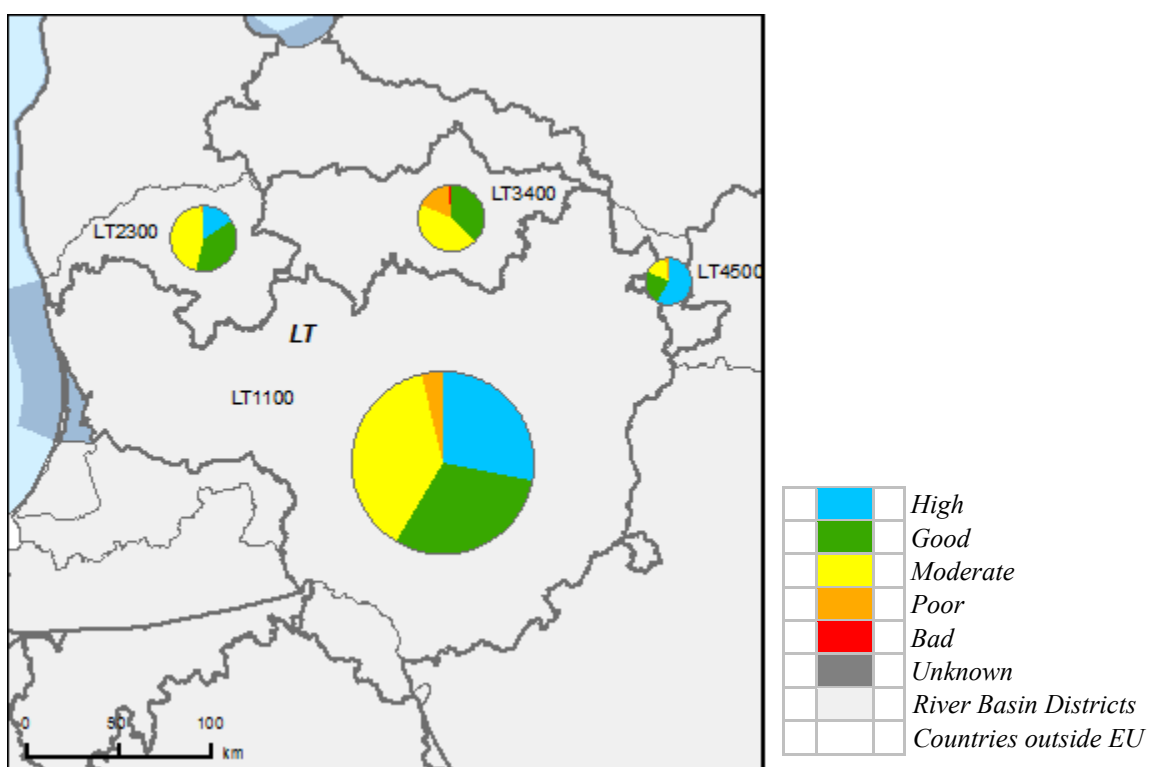 LT3400
LT2300
LT4500
LT
LT1100
0 50 100
km
High
Good
Moderate
Poor
Bad
Unknown
River Basin Districts
Countries outside EU